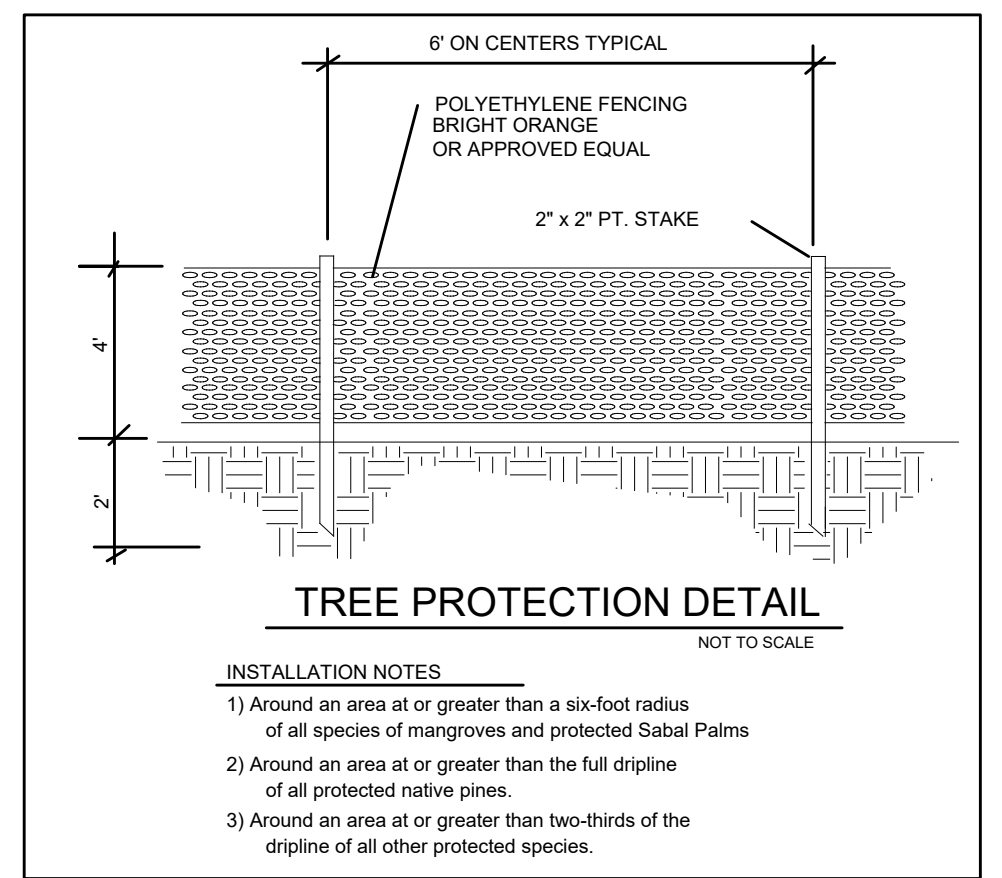 6' ON CENTERS TYPICAL
POLYETHYLENE FENCING
BRIGHT ORANGE
OR APPROVED EQUAL
2" x 2" PT. STAKE
4'
2'
TREE PROTECTION DETAIL
NOT TO SCALE
INSTALLATION NOTES
1) Around an area at or greater than a six-foot radius
of all species of mangroves and protected Sabal Palms
2) Around an area at or greater than the full dripline
of all protected native pines.
3) Around an area at or greater than two-thirds of the
dripline of all other protected species.